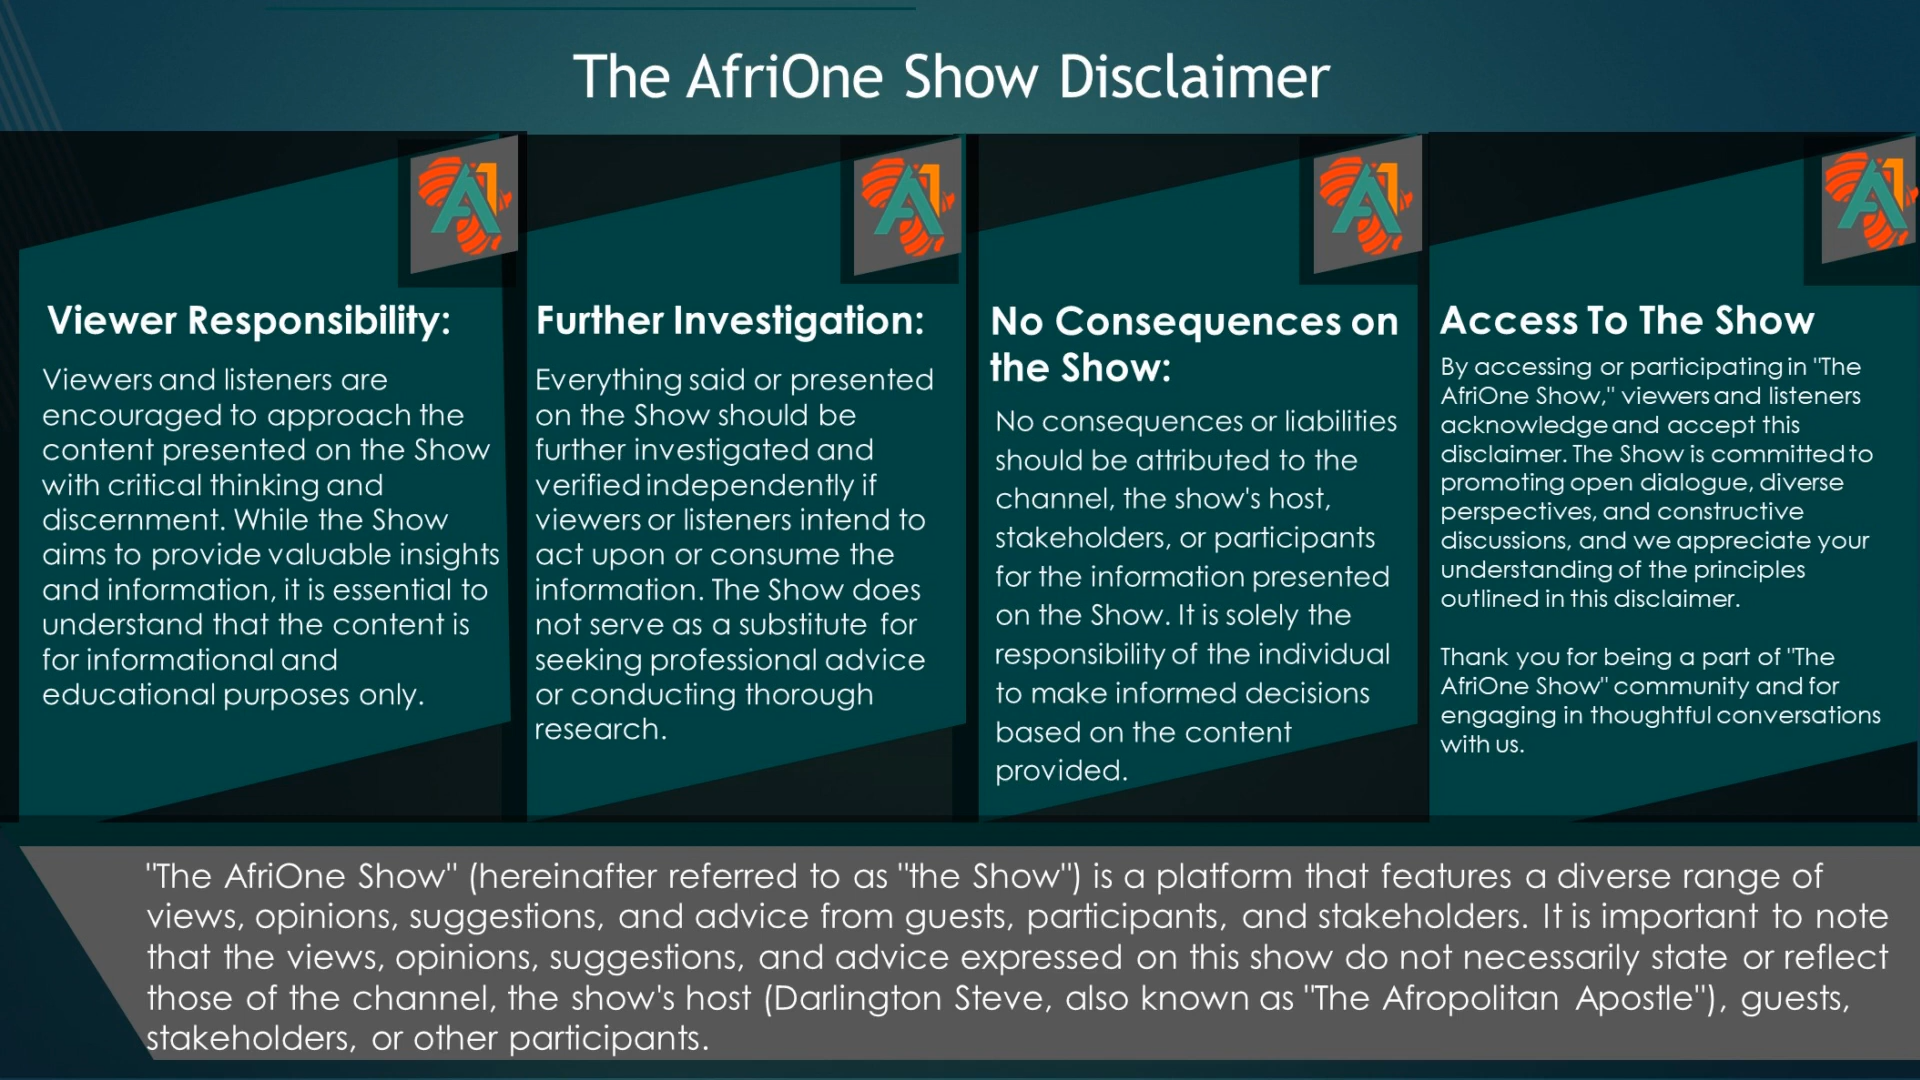 The AfriOne Show Disclaimer
Viewer Responsibility:
Viewers and listeners are
encouraged to approach the
content presented on the Show
with critical thinking and
discernment. While the Show
aims to provide valuable insights
and information, it is essential to
understand that the content is
for informational and
educational purposes only.
Further Investigation:
Everything said or presented
on the Show should be
further investigated and
verified independently if
viewers or listeners intend to
act upon or consume the
information. The Show does
not serve as a substitute for
seeking professional advice
or conducting thorough
research.
No Consequences on
the Show:
No consequences or liabilities
should be attributed to the
channel, the show's host,
stakeholders, or participants
for the information presented
on the Show. It is solely the
responsibility of the individual
to make informed decisions
based on the content
provided.
Access To The Show
By accessing or participating in "The
AfriOne Show," viewers and listeners
acknowledge and accept this
disclaimer. The Show is committed to
promoting open dialogue, diverse
perspectives, and constructive
discussions, and we appreciate your
understanding of the principles
outlined in this disclaimer.
Thank you for being a part of "The
AfriOne Show" community and for
engaging in thoughtful conversations
with us.
"The AfriOne Show" (hereinafter referred to as "the Show") is a platform that features a diverse range of
views, opinions, suggestions, and advice from guests, participants, and stakeholders. It is important to note
that the views, opinions, suggestions, and advice expressed on this show do not necessarily state or reflect
those of the channel, the show's host (Darlington Steve, also known as "The Afropolitan Apostle"), guests,
stakeholders, or other participants.